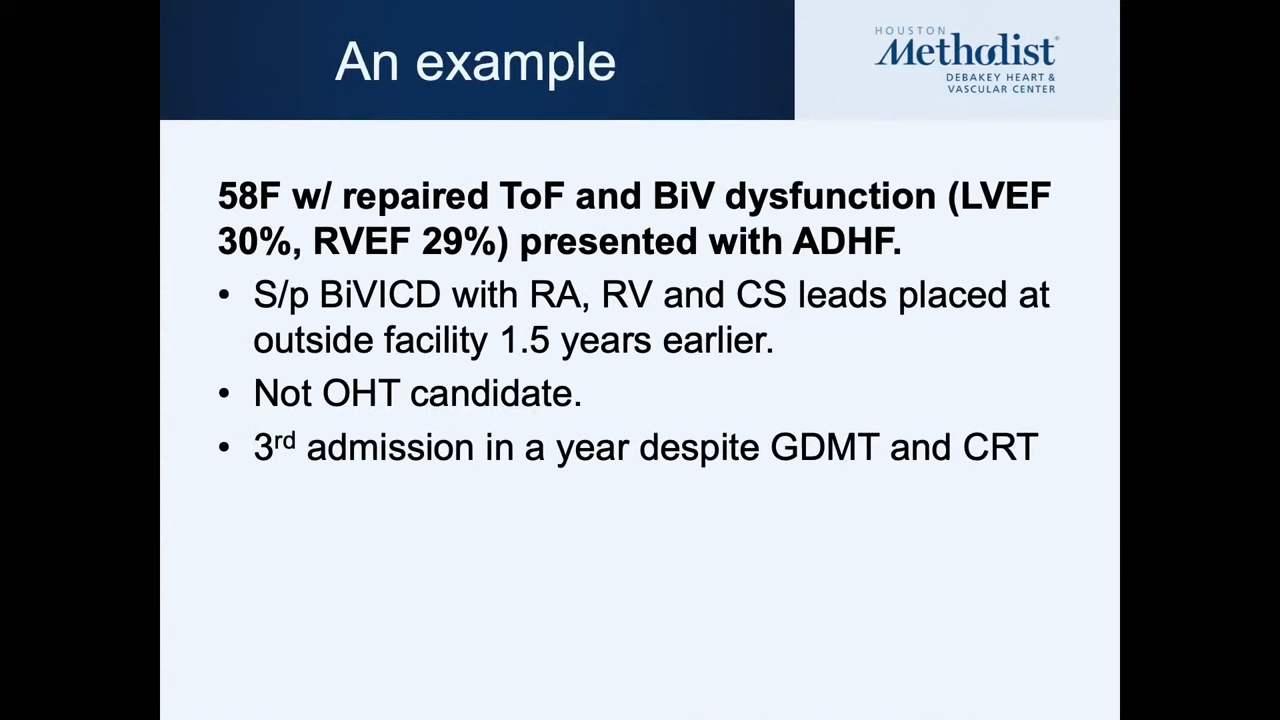 An example
HOUSTON
Methodist®
DEBAKEY HEART &
VASCULAR CENTER
58F w/ repaired ToF and BiV dysfunction (LVEF
30%, RVEF 29%) presented with ADHF.
• S/p BiVICD with RA, RV and CS leads placed at
outside facility 1.5 years earlier.
• Not OHT candidate.
• 3rd admission in a year despite GDMT and CRT